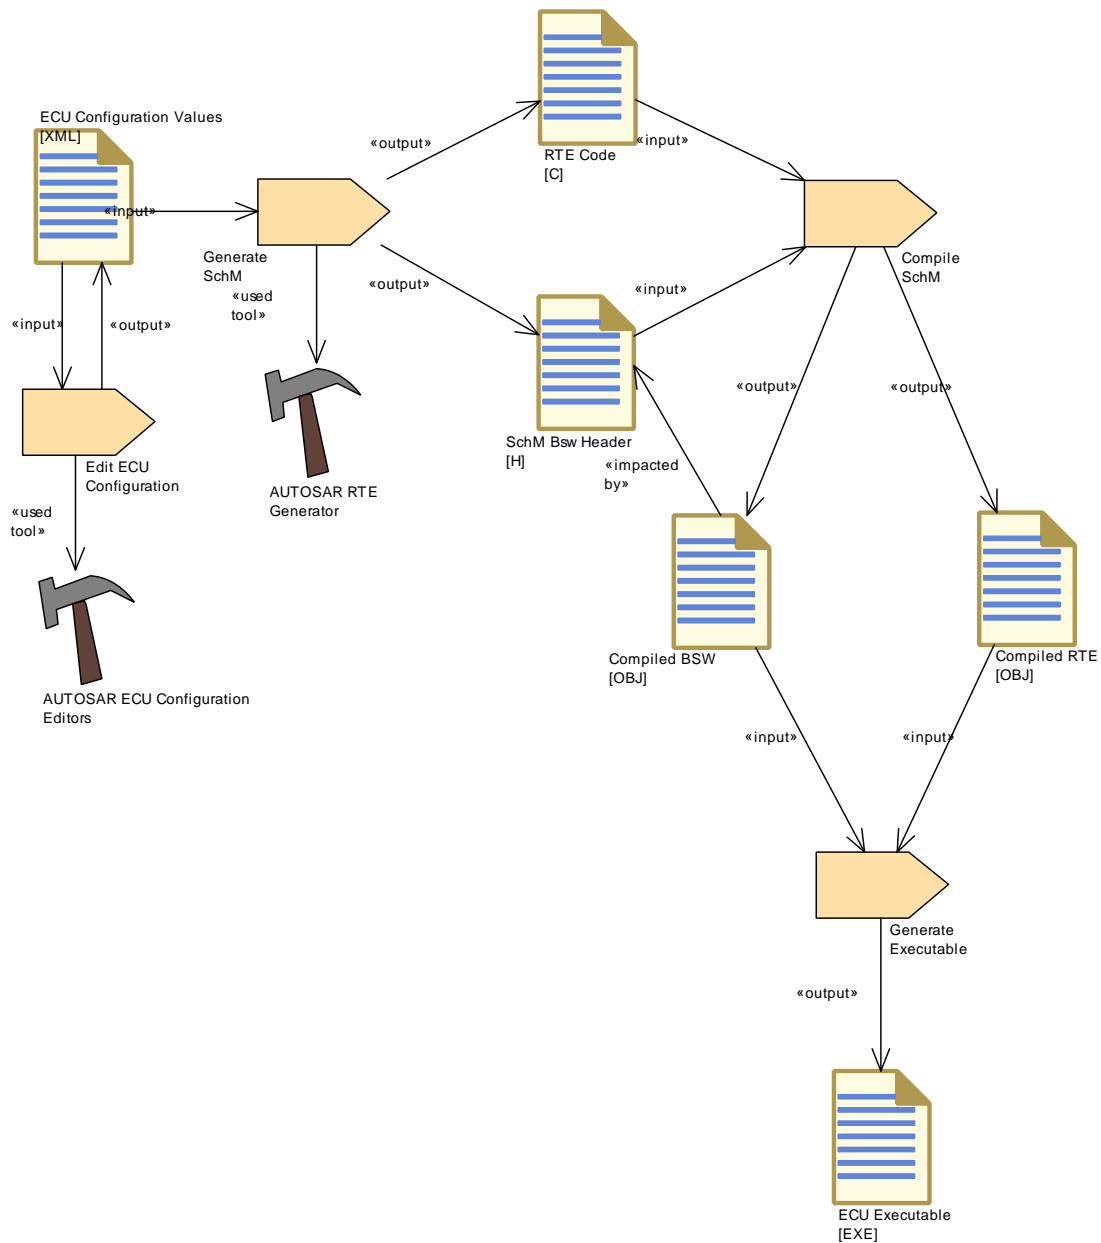 ECU Configuration Values
[XML]
«input»
«output»
RTE Code
[C]
«input»
Generate
SchM
«used
tool»
«output»
Compile
SchM
«input»
«input»
«output»
SchM Bsw Header
[H]
«output»
«output»
Edit ECU
Configuration
«impacted
by»
AUTOSAR RTE
Generator
«used
tool»
Compiled BSW
[OBJ]
Compiled RTE
[OBJ]
AUTOSAR ECU Configuration
Editors
«input»
«input»
Generate
Executable
«output»
ECU Executable
[EXE]